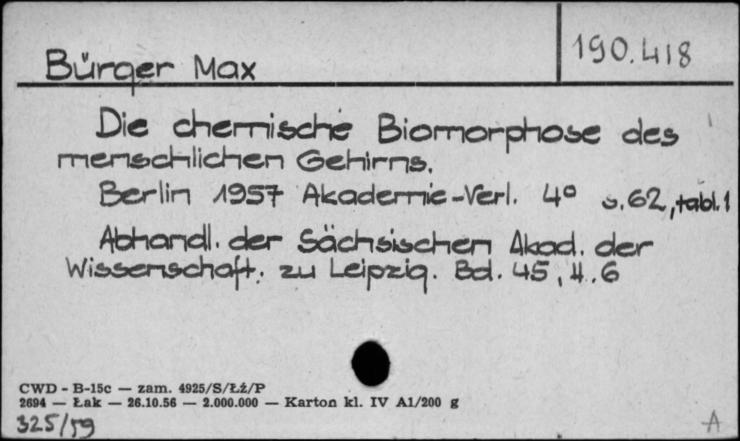 Bürger Max
190.418
Die chemische Biomorphose des
menschlichen Gehirns.
Berlin 1957 Akademie-Verl. 4° s.62, tabl.1
Abhandl. der Sächsischen Akad. der
Wissenschaft. zu Leipzig. Bd. 45, H. 6
CWD - B-15c — zam. 4925/S/Łź/P
2694 — Łak — 26.10.56 — 2.000.000 — Karton kl. IV A1/200 g
325/59
A